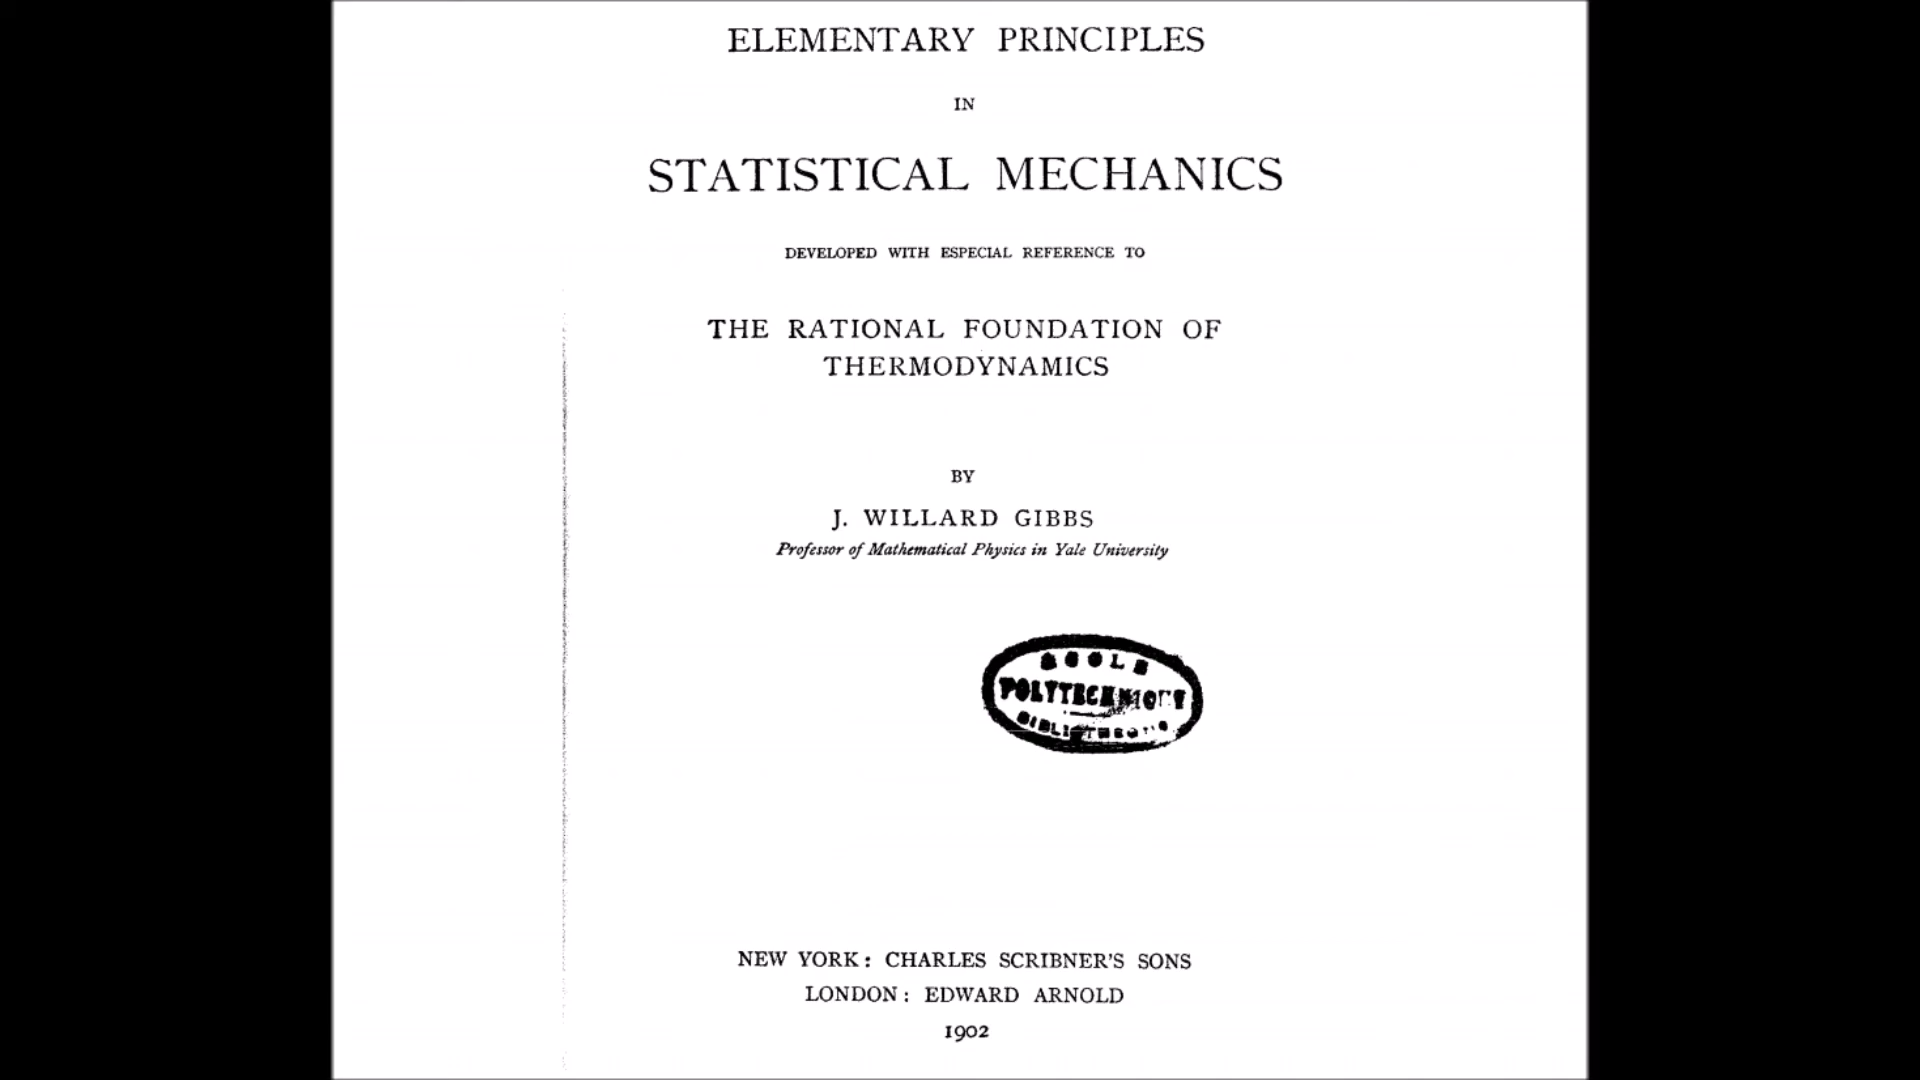 ELEMENTARY PRINCIPLES
IN
STATISTICAL MECHANICS
DEVELOPED WITH ESPECIAL REFERENCE TO
THE RATIONAL FOUNDATION OF
THERMODYNAMICS
BY
J. WILLARD GIBBS
Professor of Mathematical Physics in Yale University
POLYTECHNIQUE
NEW YORK: CHARLES SCRIBNER'S SONS
LONDON: EDWARD ARNOLD
1902